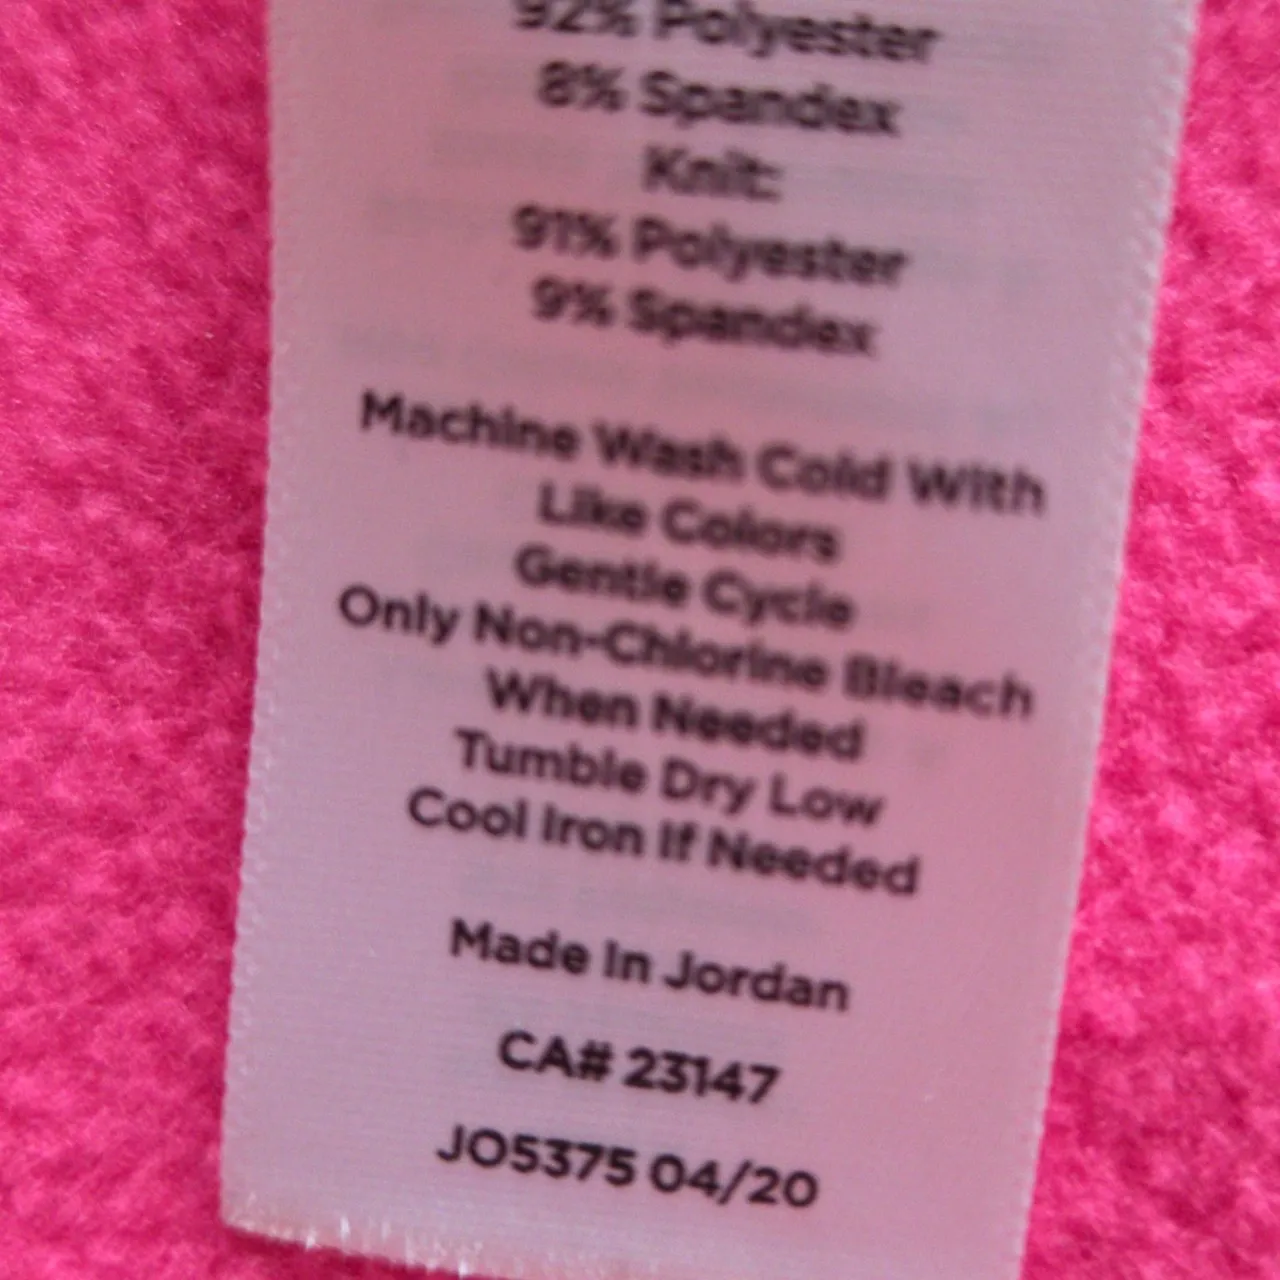 92% Polyester
8% Spandex
Knit:
91% Polyester
9% Spandex
Machine Wash Cold With
Like Colors
Gentle Cycle
Only Non-Chlorine Bleach
When Needed
Tumble Dry Low
Cool Iron If Needed
Made In Jordan
CA# 23147
JO5375 04/20